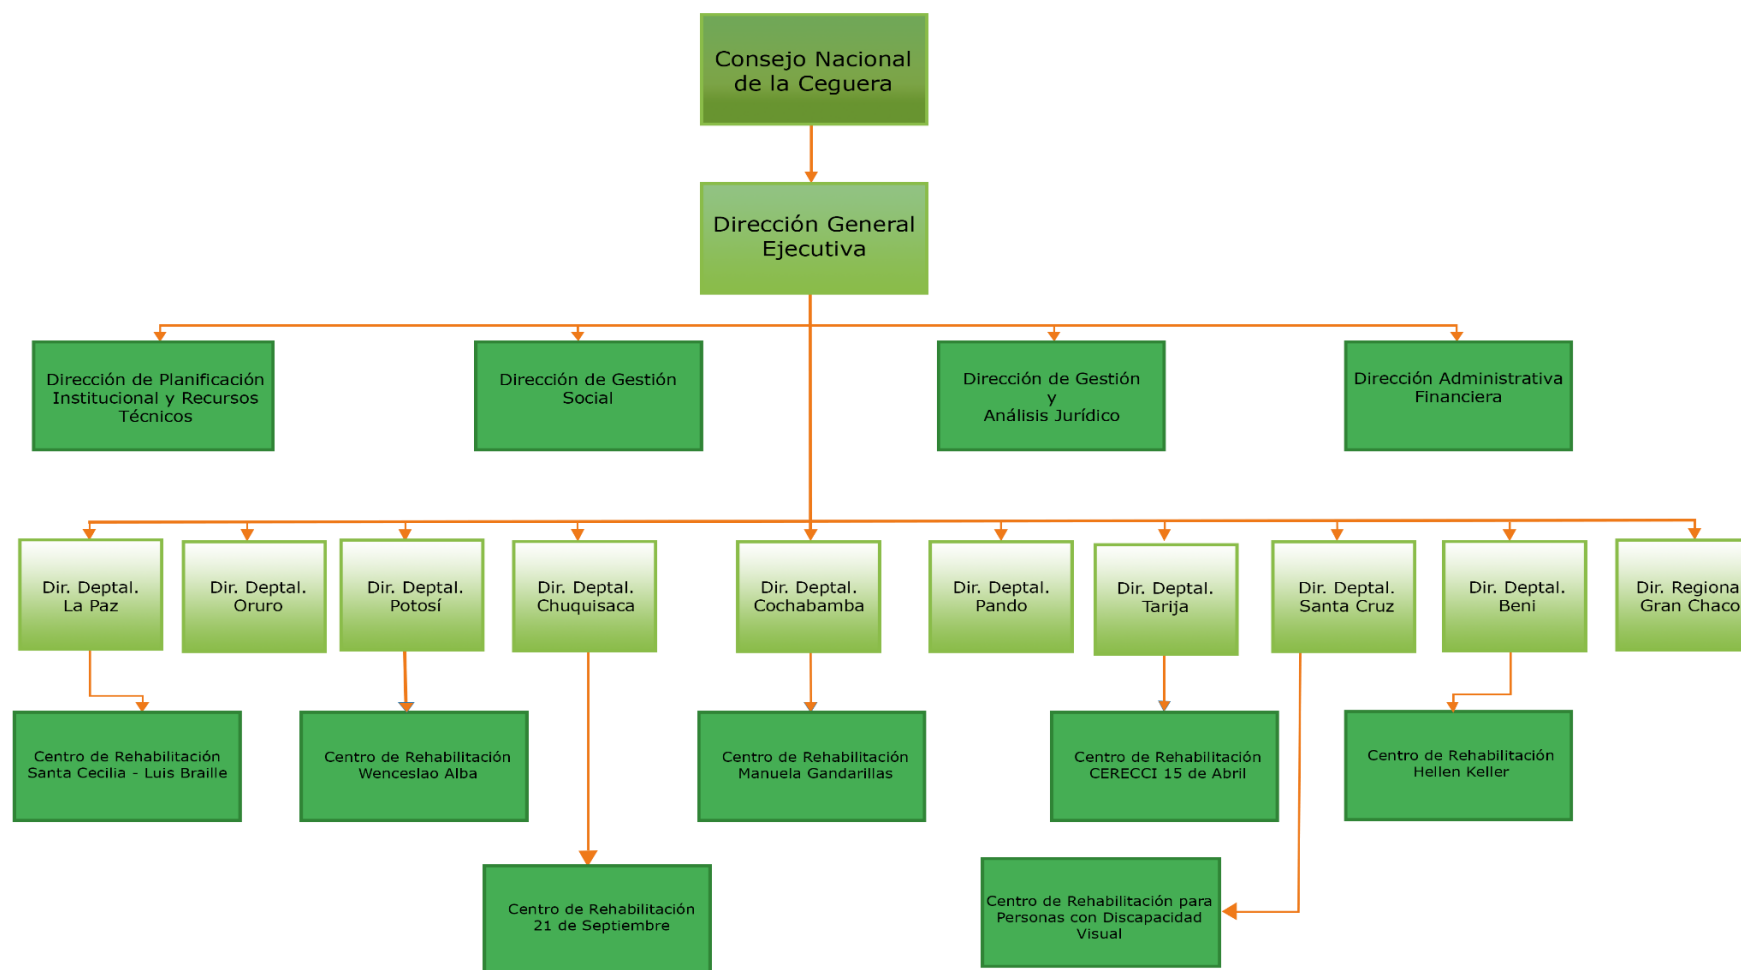 Consejo Nacional
de la Ceguera
Dirección General
Ejecutiva
Dirección de Planificación
Institucional y Recursos
Técnicos
Dirección de Gestión
Social
Dirección de Gestión
y
Análisis Jurídico
Dirección Administrativa
Financiera
Dir. Deptal.
La Paz
Dir. Deptal.
Oruro
Dir. Deptal.
Potosí
Dir. Deptal.
Chuquisaca
Dir. Deptal.
Cochabamba
Dir. Deptal.
Pando
Dir. Deptal.
Tarija
Dir. Deptal.
Santa Cruz
Dir. Deptal.
Beni
Dir. Regiona
Gran Chaco
Centro de Rehabilitación
Santa Cecilia - Luis Braille
Centro de Rehabilitación
Wenceslao Alba
Centro de Rehabilitación
Manuela Gandarillas
Centro de Rehabilitación
CERECCI 15 de Abril
Centro de Rehabilitación
Hellen Keller
Centro de Rehabilitación
21 de Septiembre
Centro de Rehabilitación para
Personas con Discapacidad
Visual